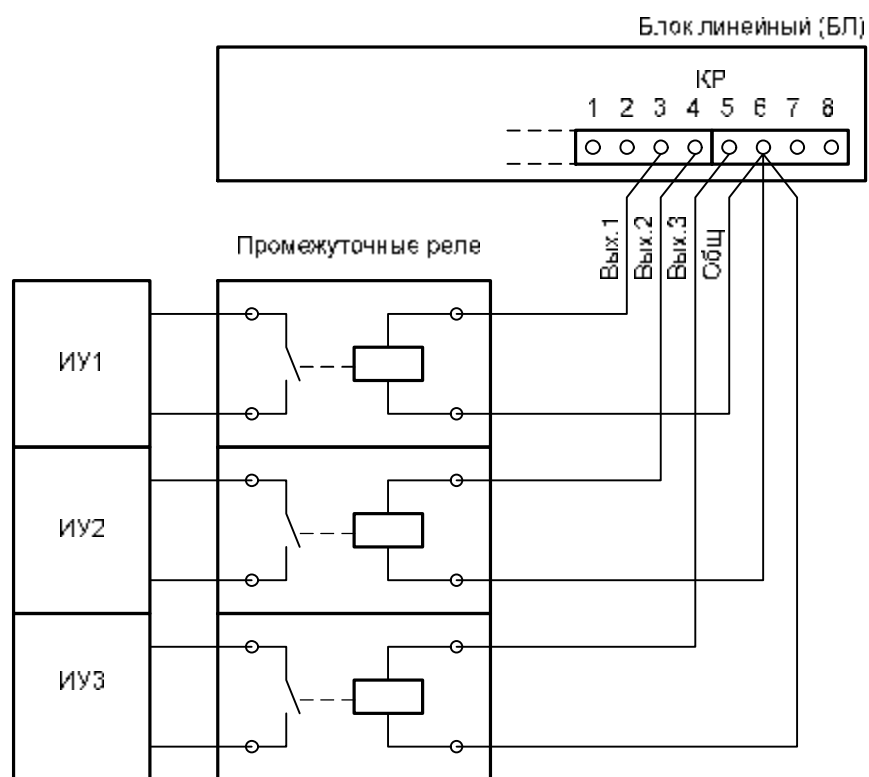 Блок линейный (БЛ)
КР
1 2 3 4 5 6 7 8
Вых.1
Вых.2
Вых.3
Общ
Промежуточные реле
ИУ1
ИУ2
ИУ3